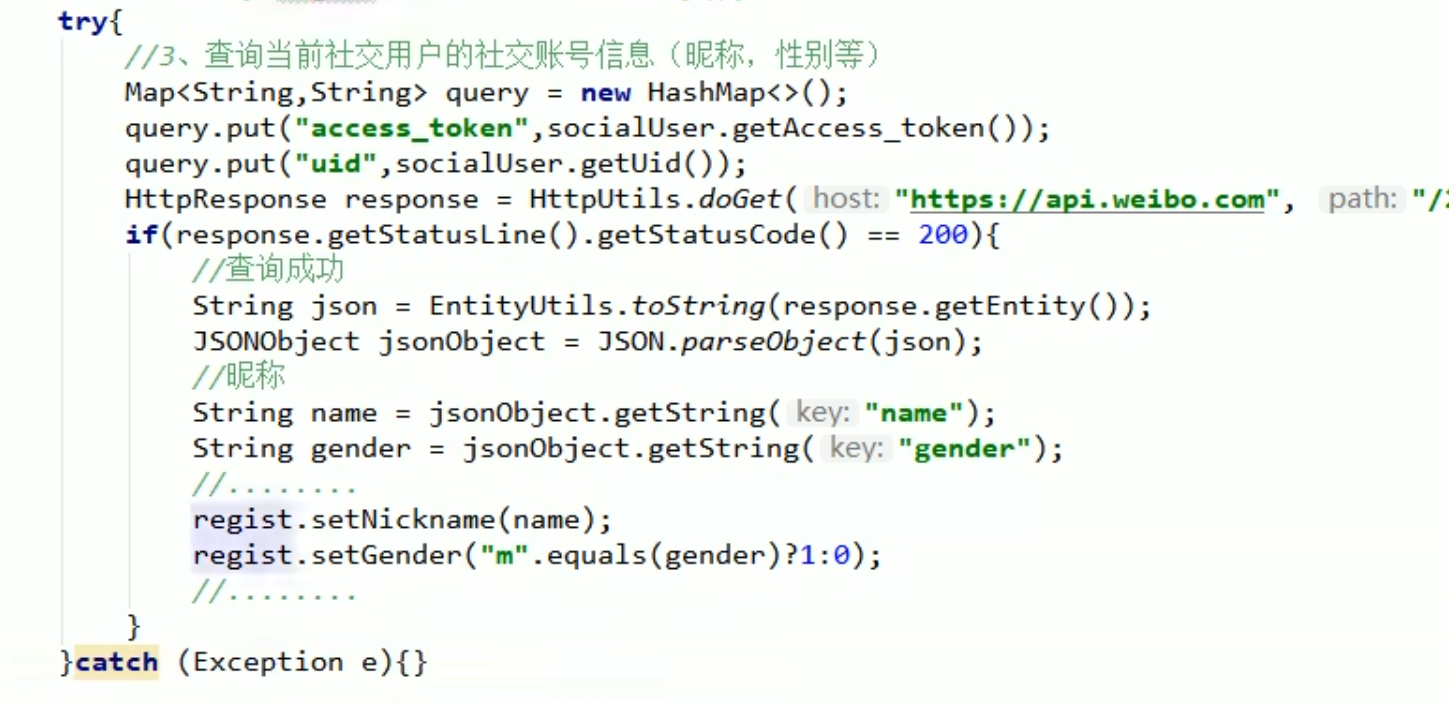 try{
//3、查询当前社交用户的社交账号信息（昵称，性别等）
Map<String,String> query = new HashMap<>();
query.put("access_token",socialUser.getAccess_token());
query.put("uid",socialUser.getUid());
HttpResponse response = HttpUtils.doGet( host: "https://api.weibo.com", path: "/2
if(response.getStatusLine().getStatusCode() == 200){
//查询成功
String json = EntityUtils.toString(response.getEntity());
JSONObject jsonObject = JSON.parseObject(json);
//昵称
String name = jsonObject.getString( key: "name");
String gender = jsonObject.getString( key: "gender");
//........
regist.setNickname(name);
regist.setGender("m".equals(gender)?1:0);
//........
}
}catch (Exception e){}